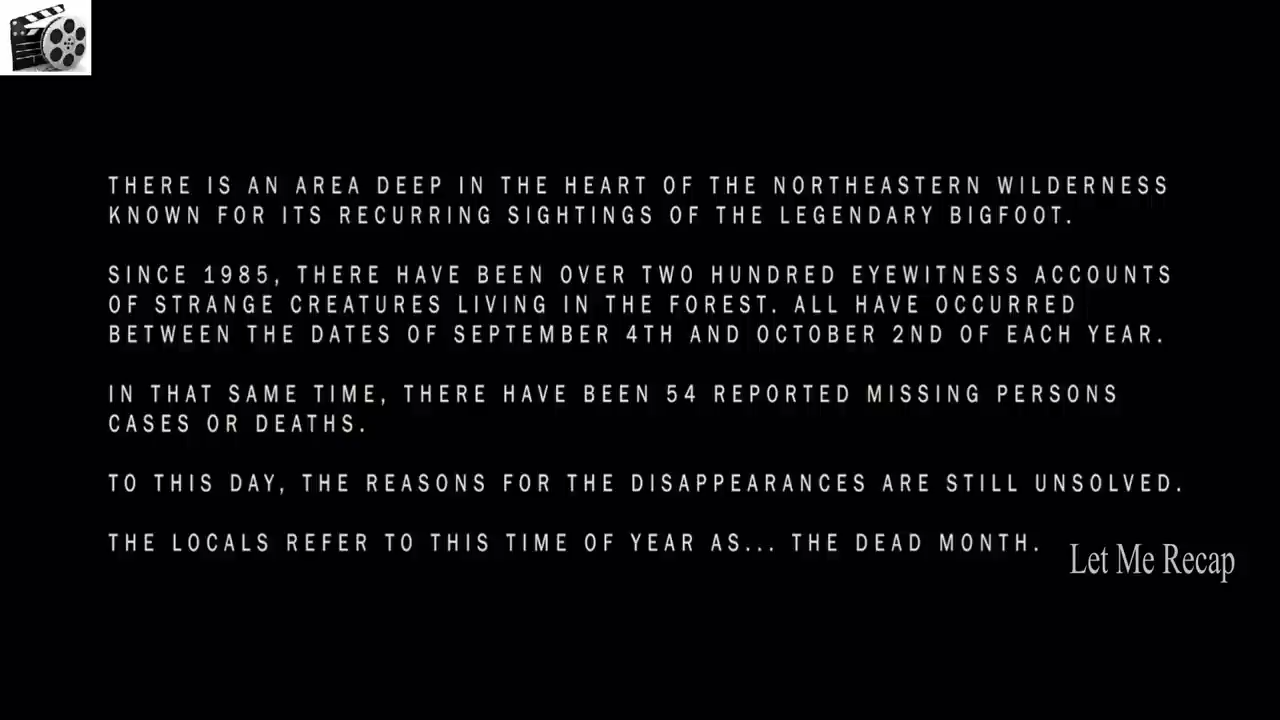 THERE IS AN AREA DEEP IN THE HEART OF THE NORTHEASTERN WILDERNESS
KNOWN FOR ITS RECURRING SIGHTINGS OF THE LEGENDARY BIGFOOT.
SINCE 1985, THERE HAVE BEEN OVER TWO HUNDRED EYEWITNESS ACCOUNTS
OF STRANGE CREATURES LIVING IN THE FOREST. ALL HAVE OCCURRED
BETWEEN THE DATES OF SEPTEMBER 4TH AND OCTOBER 2ND OF EACH YEAR.
IN THAT SAME TIME, THERE HAVE BEEN 54 REPORTED MISSING PERSONS
CASES OR DEATHS.
TO THIS DAY, THE REASONS FOR THE DISAPPEARANCES ARE STILL UNSOLVED.
THE LOCALS REFER TO THIS TIME OF YEAR AS... THE DEAD MONTH.
Let Me Recap